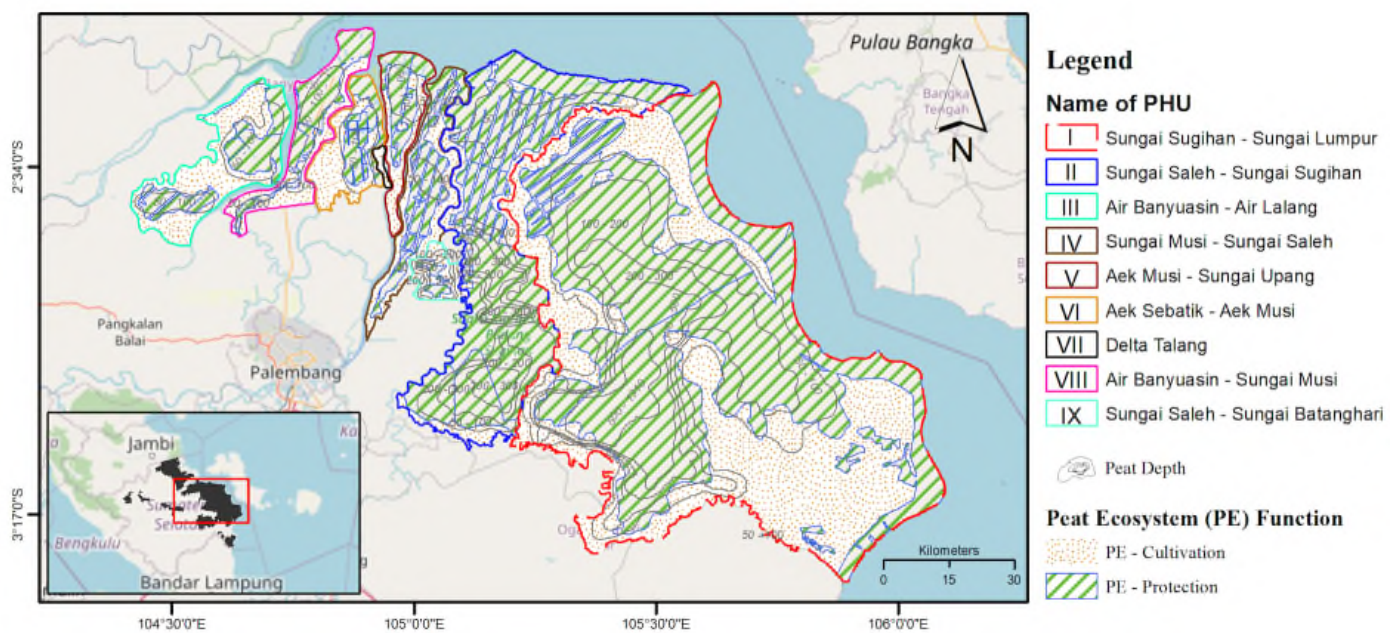 Pulau Bangka
Bangka
Tengah
N
2°34'0"S
3°17'0"S
Pangkalan
Balai
Palembang
100 - 200
200 - 300
50 - 100
Jambi
Bengkulu
Bandar Lampung
Kilometers
0 15 30
104°30'0"E 105°0'0"E 105°30'0"E 106°0'0"E
Legend
Name of PHU
I Sungai Sugihan - Sungai Lumpur
II Sungai Saleh - Sungai Sugihan
III Air Banyuasin - Air Lalang
IV Sungai Musi - Sungai Saleh
V Aek Musi - Sungai Upang
VI Aek Sebatik - Aek Musi
VII Delta Talang
VIII Air Banyuasin - Sungai Musi
IX Sungai Saleh - Sungai Batanghari
Peat Depth
Peat Ecosystem (PE) Function
PE - Cultivation
PE - Protection